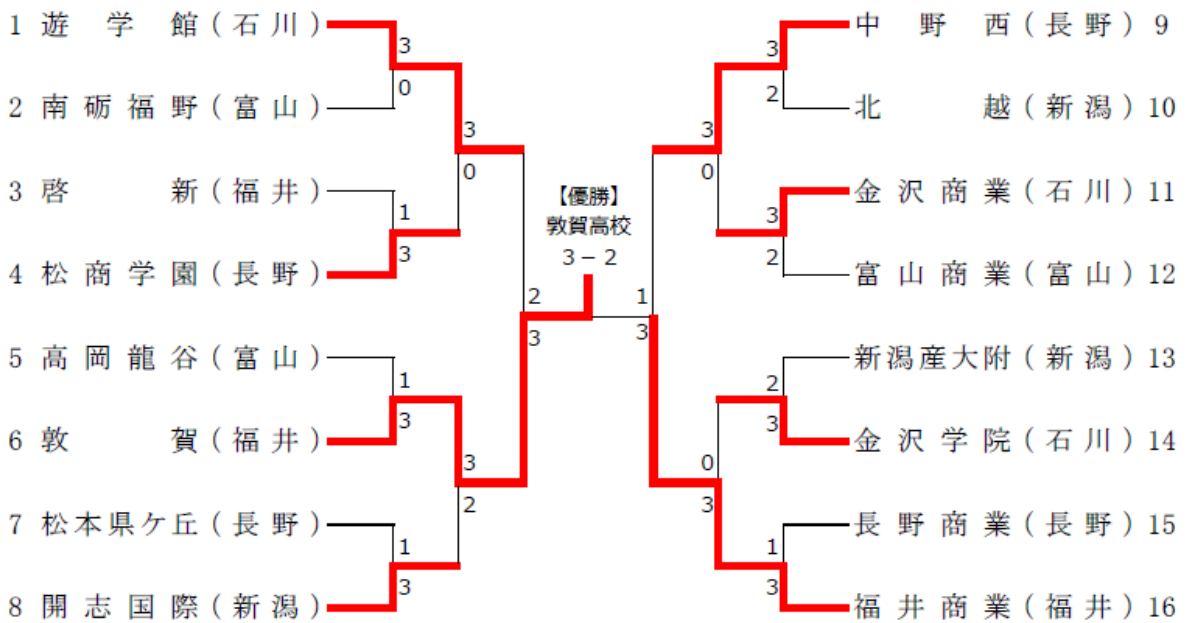 1 遊学館(石川)
3
0
2 南砺福野(富山)
3
0
3 啓新(福井)
1
3
4 松商学園(長野)
2
3
5 高岡龍谷(富山)
1
3
6 敦賀(福井)
3
2
7 松本県ケ丘(長野)
1
3
8 開志国際(新潟)
【優勝】
敦賀高校
3-2
中野西(長野) 9
3
2
北越(新潟) 10
3
0
金沢商業(石川) 11
3
2
富山商業(富山) 12
1
3
新潟産大附(新潟) 13
2
3
金沢学院(石川) 14
0
3
長野商業(長野) 15
1
3
福井商業(福井) 16